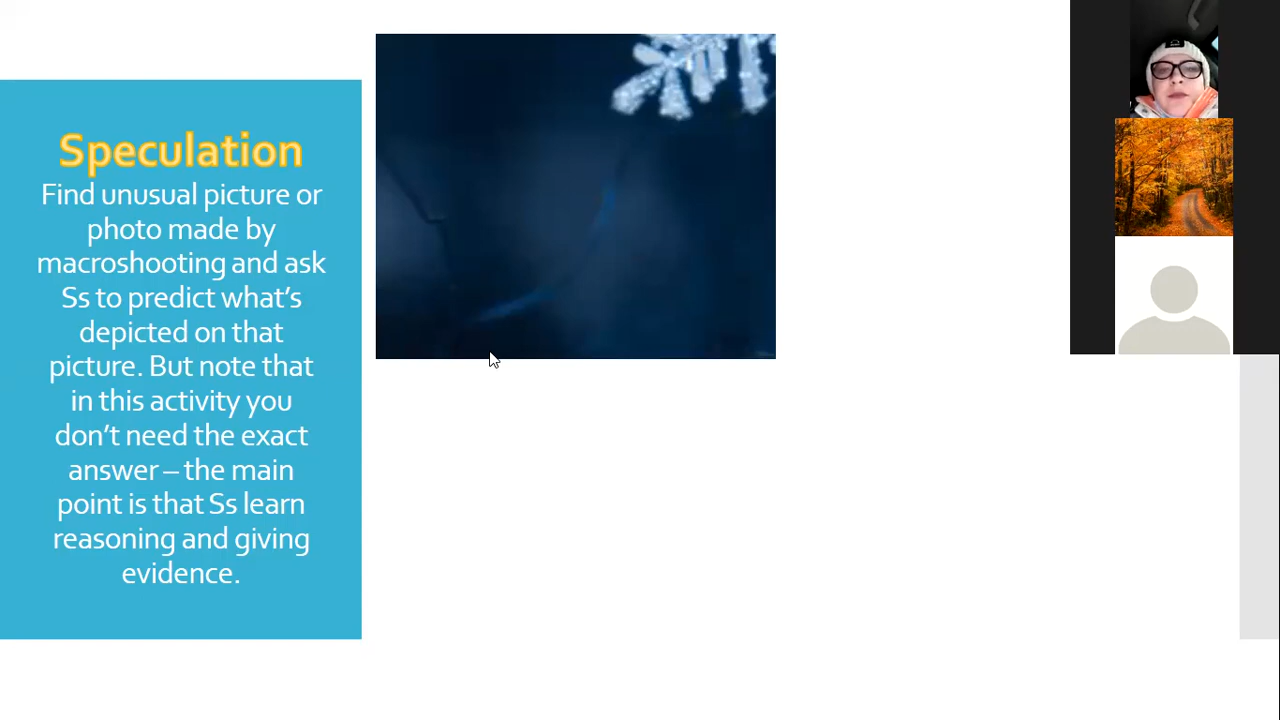 Speculation
Find unusual picture or
photo made by
macroshooting and ask
Ss to predict what's
depicted on that
picture. But note that
in this activity you
don't need the exact
answer – the main
point is that Ss learn
reasoning and giving
evidence.